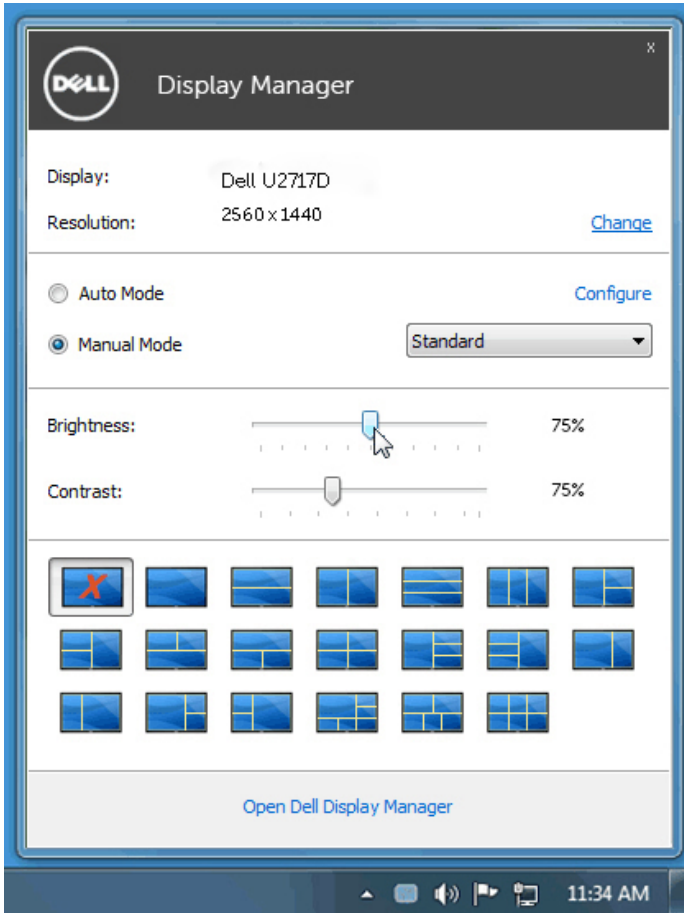 x
DELL Display Manager
Display: Dell U2717D
Resolution: 2560 x 1440 Change
Auto Mode Configure
Manual Mode Standard
Brightness: 75%
Contrast: 75%
Open Dell Display Manager
11:34 AM